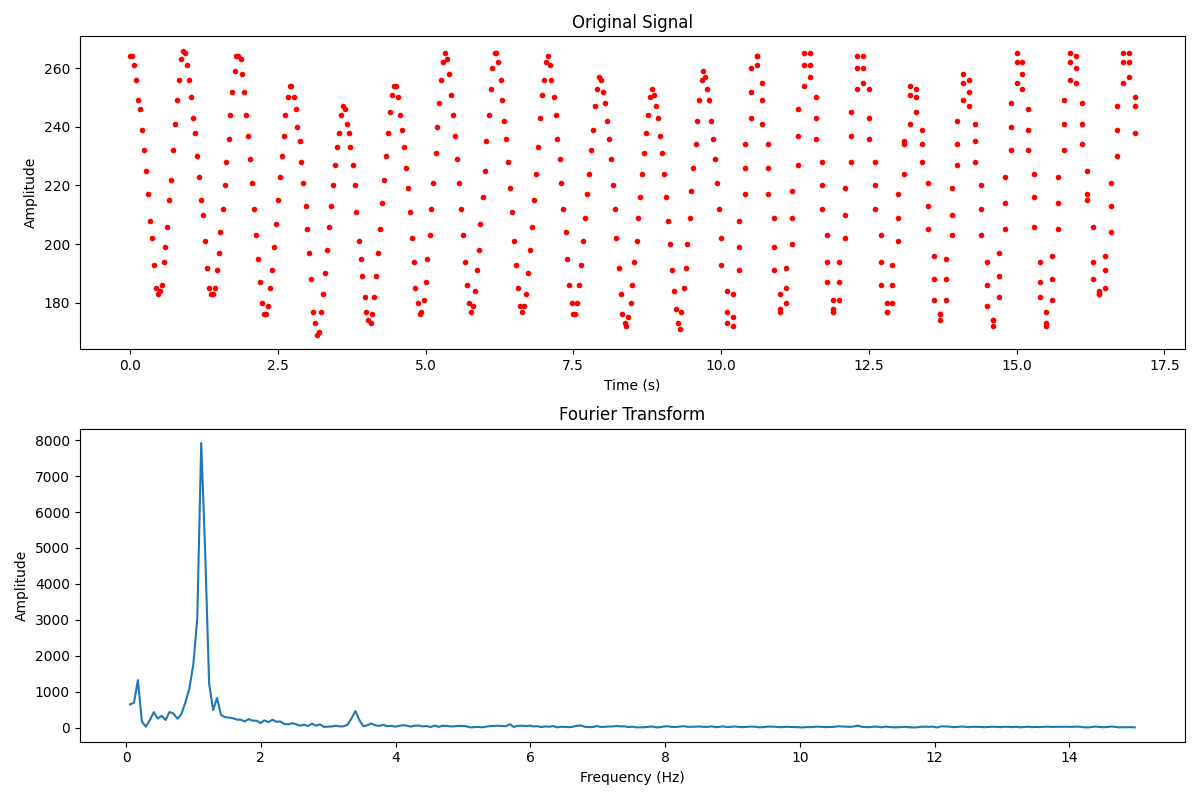 Original Signal
Amplitude
260
240
220
200
180
0.0 2.5 5.0 7.5 10.0 12.5 15.0 17.5
Time (s)
Fourier Transform
Amplitude
8000
7000
6000
5000
4000
3000
2000
1000
0
0 2 4 6 8 10 12 14
Frequency (Hz)